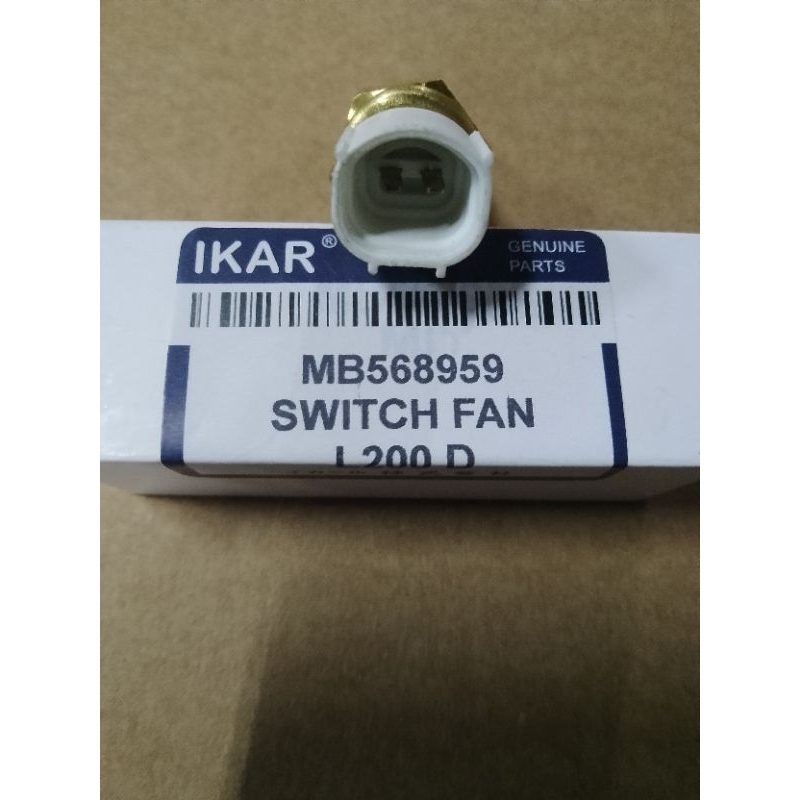 IKAR®
GENUINE
PARTS
MB568959
SWITCH FAN
L200 D